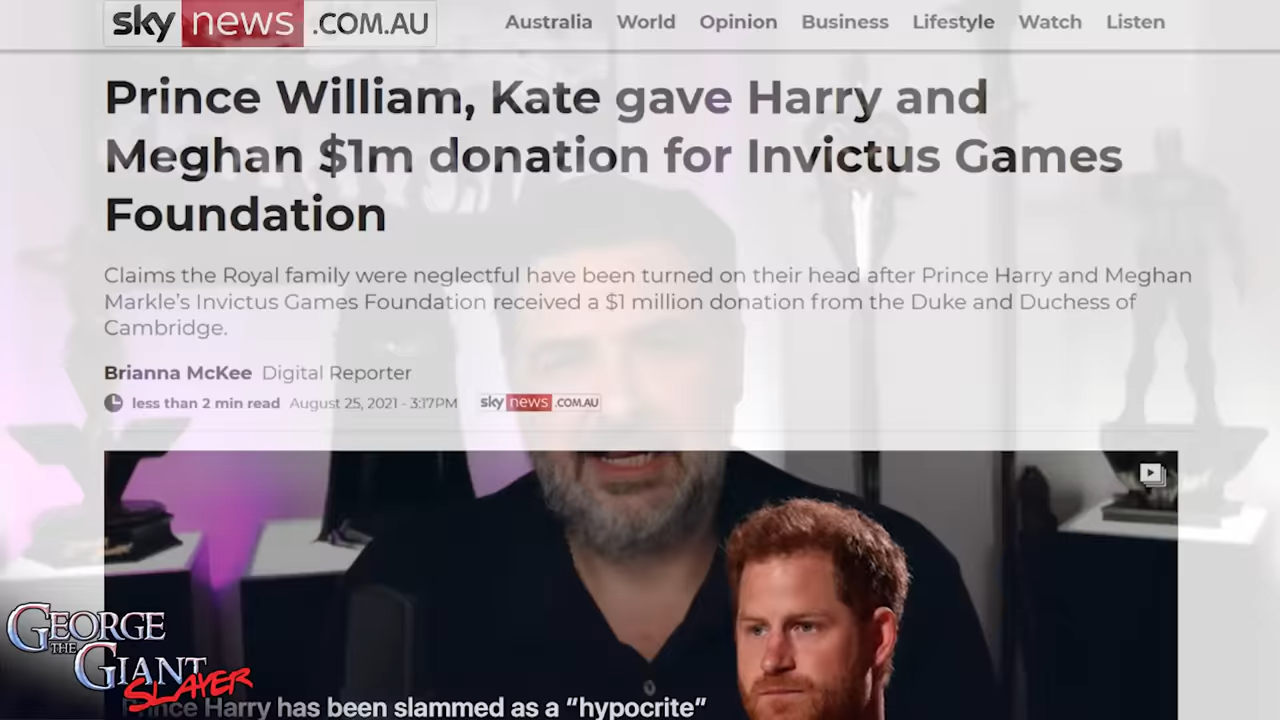 sky news .COM.AU
Australia World Opinion Business Lifestyle Watch Listen
Prince William, Kate gave Harry and
Meghan $1m donation for Invictus Games
Foundation
Claims the Royal family were neglectful have been turned on their head after Prince Harry and Meghan
Markle’s Invictus Games Foundation received a $1 million donation from the Duke and Duchess of
Cambridge.
Brianna McKee Digital Reporter
less than 2 min read August 25, 2021 - 3:17PM sky news .COM.AU
GEORGE
THE
GIANT
SLAYER
Prince Harry has been slammed as a “hypocrite”